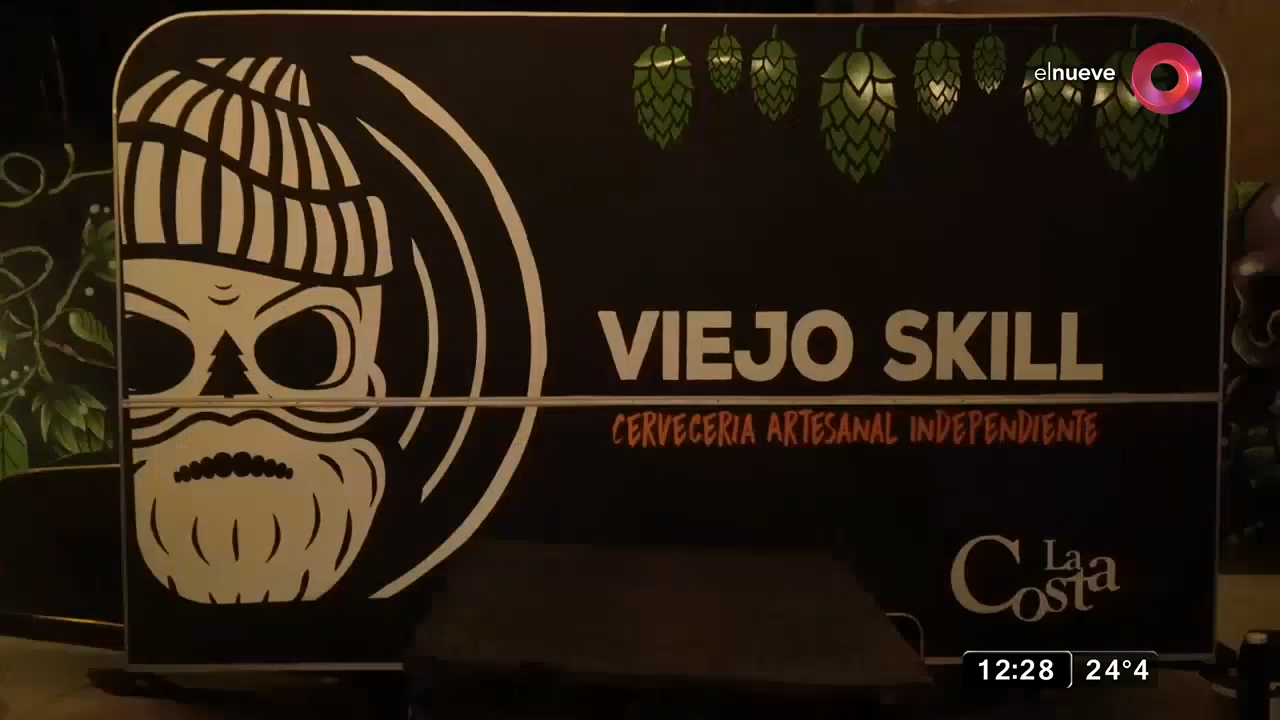 elnueve
VIEJO SKILL
CERVECERIA ARTESANAL INDEPENDIENTE
La
Costa
12:28 24°4